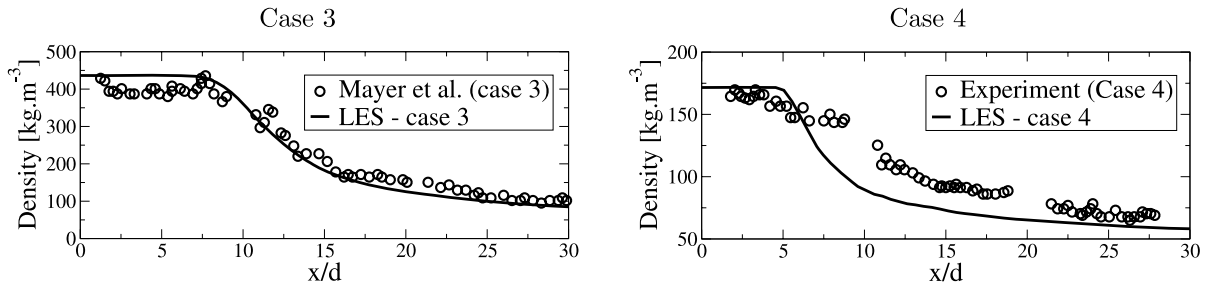 Case 3
Density [kg.m-3]
500
400
300
200
100
0
Mayer et al. (case 3)
LES - case 3
0 5 10 15 20 25 30
x/d
Case 4
Density [kg.m-3]
200
150
100
50
Experiment (Case 4)
LES - case 4
0 5 10 15 20 25 30
x/d